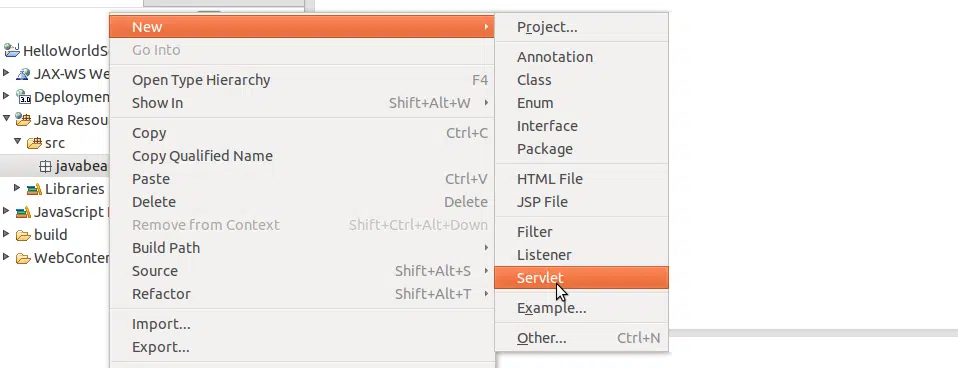 HelloWorldS
JAX-WS We
Deploymen
Java Resou
src
javabea
Libraries
JavaScript
build
WebConten
New
Go Into
Open Type Hierarchy F4
Show In Shift+Alt+W
Copy Ctrl+C
Copy Qualified Name
Paste Ctrl+V
Delete Delete
Remove from Context Shift+Ctrl+Alt+Down
Build Path
Source Shift+Alt+S
Refactor Shift+Alt+T
Import...
Export...
Project...
Annotation
Class
Enum
Interface
Package
HTML File
JSP File
Filter
Listener
Servlet
Example...
Other... Ctrl+N